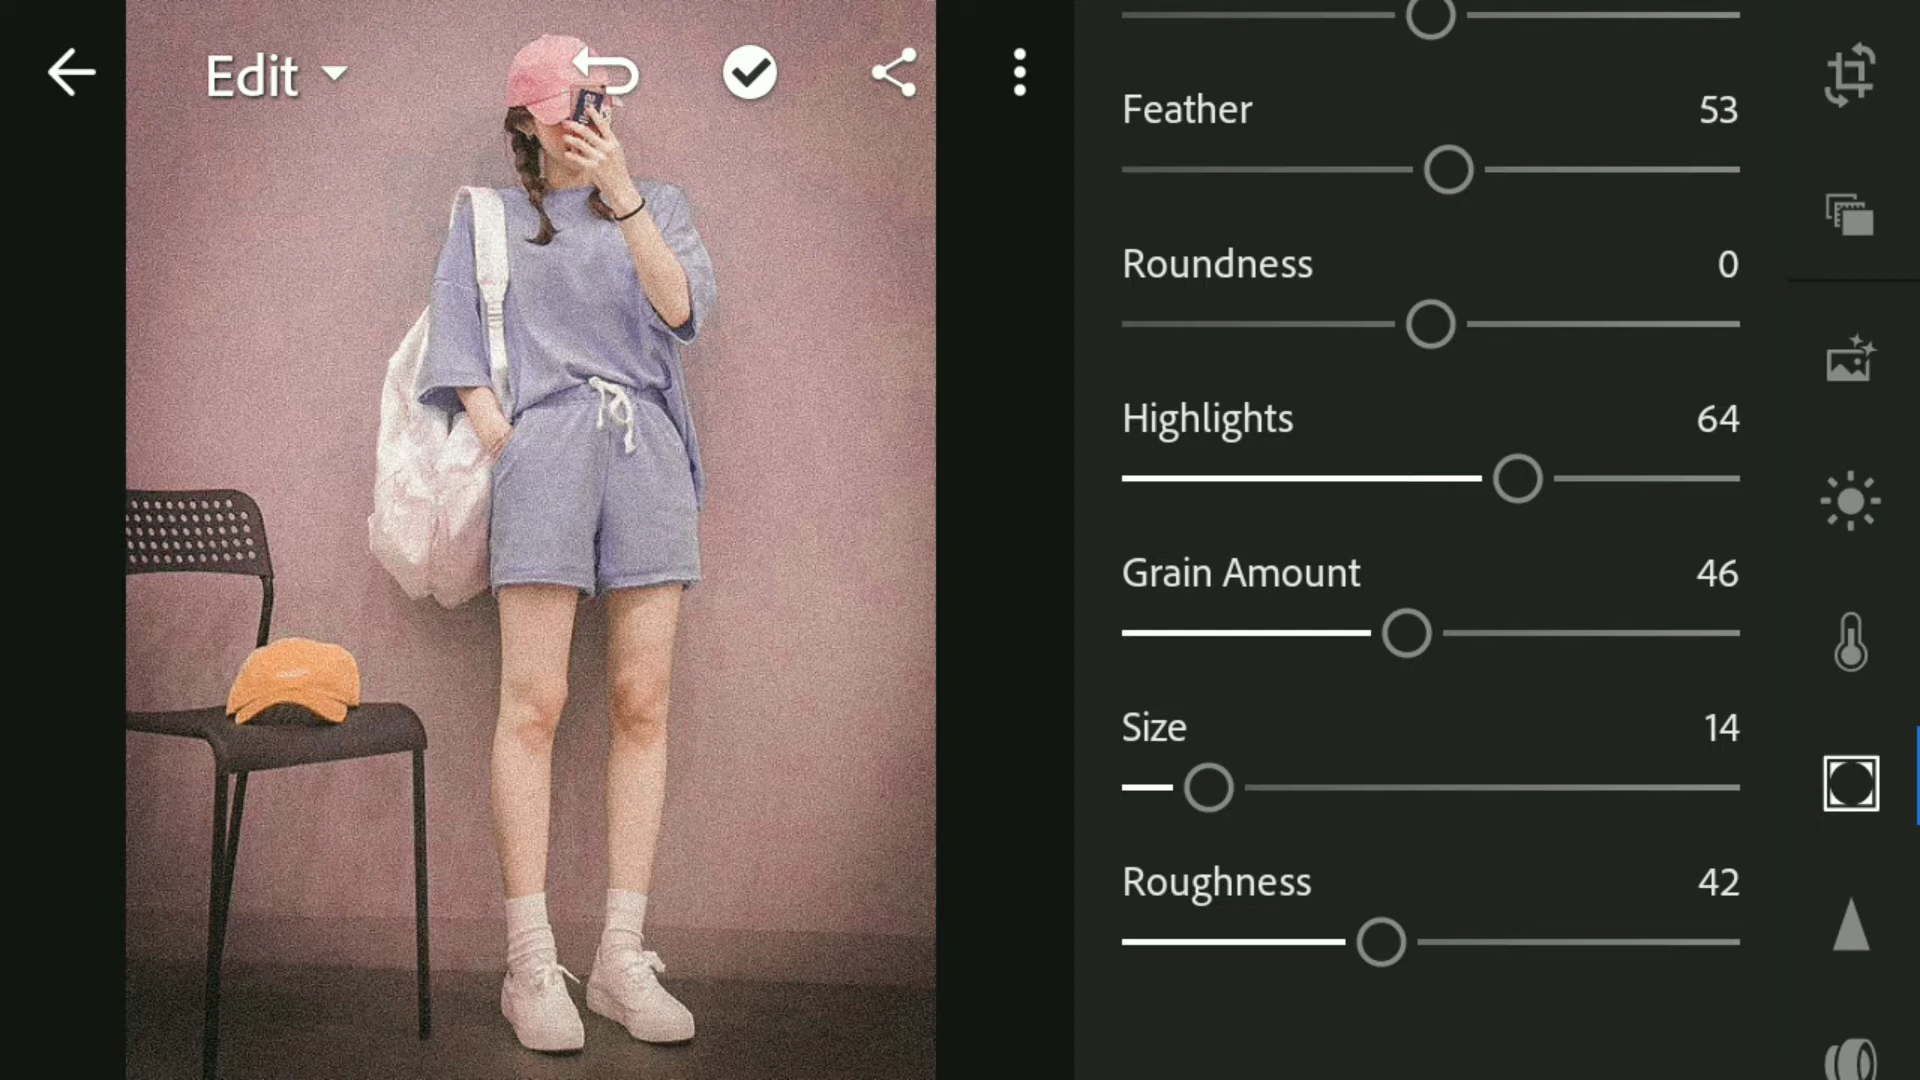 Edit
Feather 53
Roundness 0
Highlights 64
Grain Amount 46
Size 14
Roughness 42